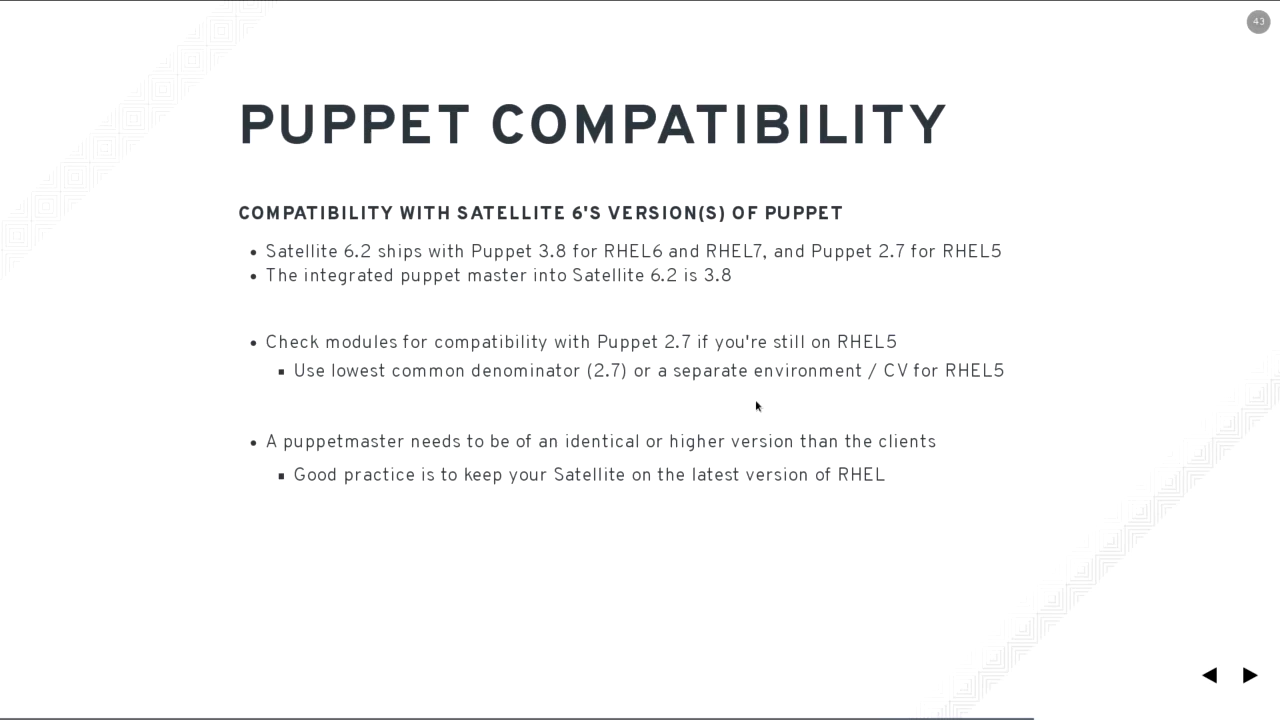 43
PUPPET COMPATIBILITY
COMPATIBILITY WITH SATELLITE 6'S VERSION(S) OF PUPPET
Satellite 6.2 ships with Puppet 3.8 for RHEL6 and RHEL7, and Puppet 2.7 for RHEL5
The integrated puppet master into Satellite 6.2 is 3.8
Check modules for compatibility with Puppet 2.7 if you're still on RHEL5
Use lowest common denominator (2.7) or a separate environment / CV for RHEL5
A puppetmaster needs to be of an identical or higher version than the clients
Good practice is to keep your Satellite on the latest version of RHEL